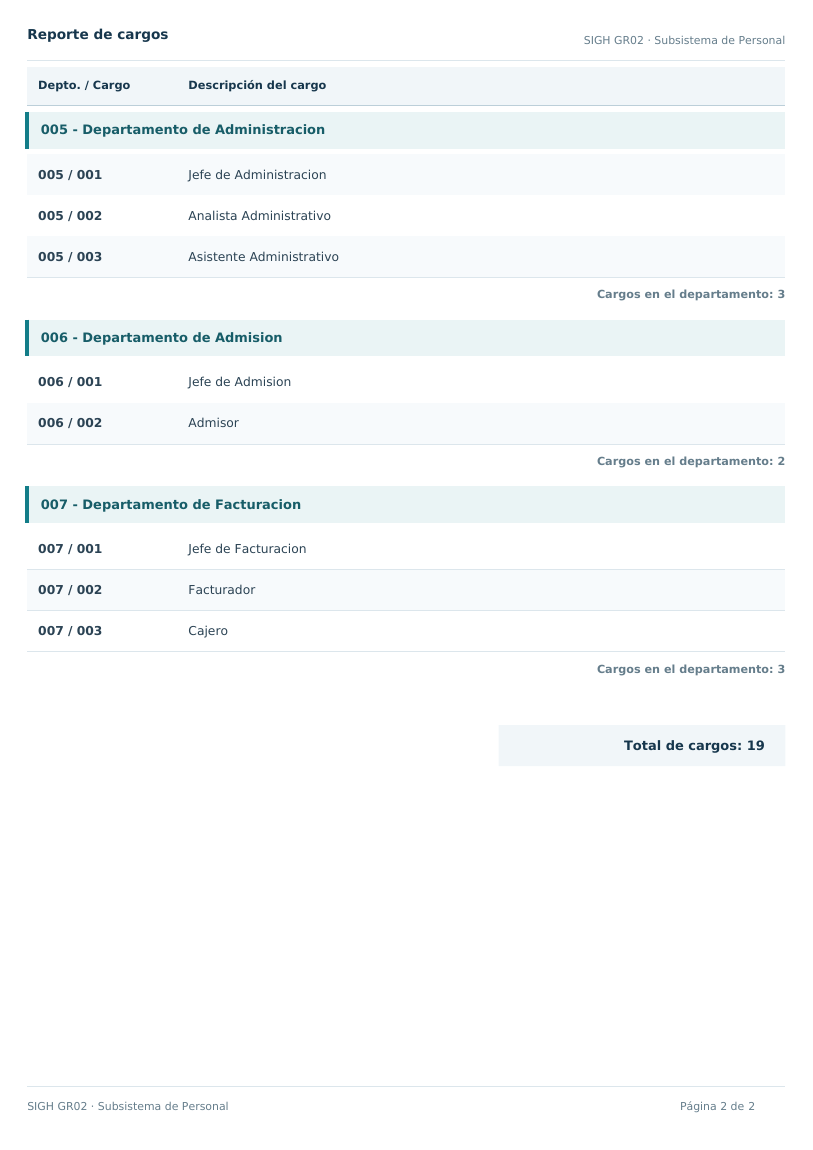 Reporte de cargos
SIGH GR02 · Subsistema de Personal
Depto. / Cargo Descripción del cargo
005 - Departamento de Administracion
005 / 001 Jefe de Administracion
005 / 002 Analista Administrativo
005 / 003 Asistente Administrativo
Cargos en el departamento: 3
006 - Departamento de Admision
006 / 001 Jefe de Admision
006 / 002 Admisor
Cargos en el departamento: 2
007 - Departamento de Facturacion
007 / 001 Jefe de Facturacion
007 / 002 Facturador
007 / 003 Cajero
Cargos en el departamento: 3
Total de cargos: 19
SIGH GR02 · Subsistema de Personal Página 2 de 2